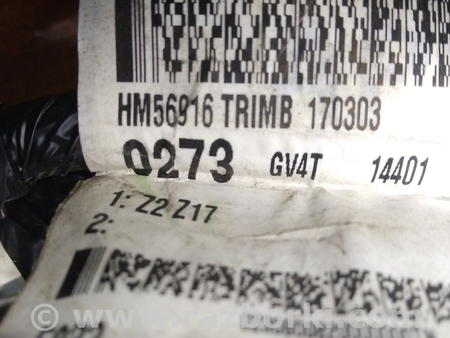 HM56916 TRIMB 170303
0273 GV4T 14401
1: Z2 Z17
2: